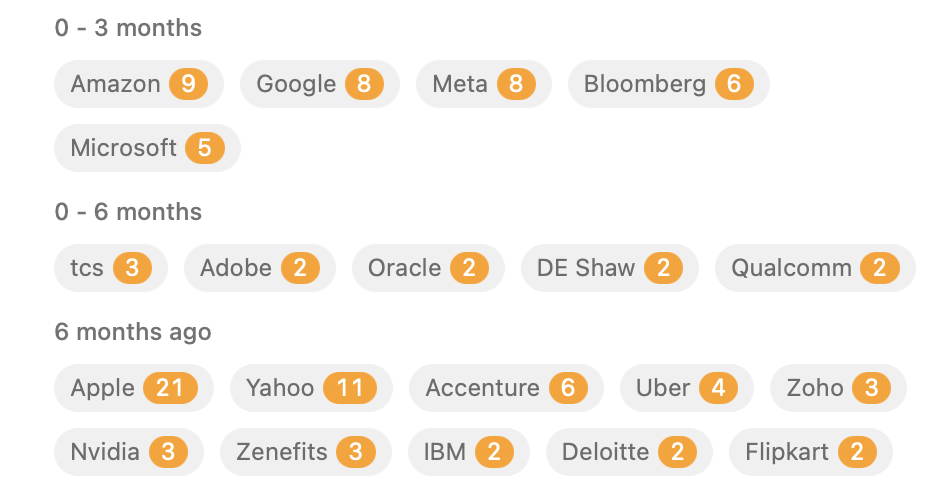 0 - 3 months
Amazon 9 Google 8 Meta 8 Bloomberg 6
Microsoft 5
0 - 6 months
tcs 3 Adobe 2 Oracle 2 DE Shaw 2 Qualcomm 2
6 months ago
Apple 21 Yahoo 11 Accenture 6 Uber 4 Zoho 3
Nvidia 3 Zenefits 3 IBM 2 Deloitte 2 Flipkart 2